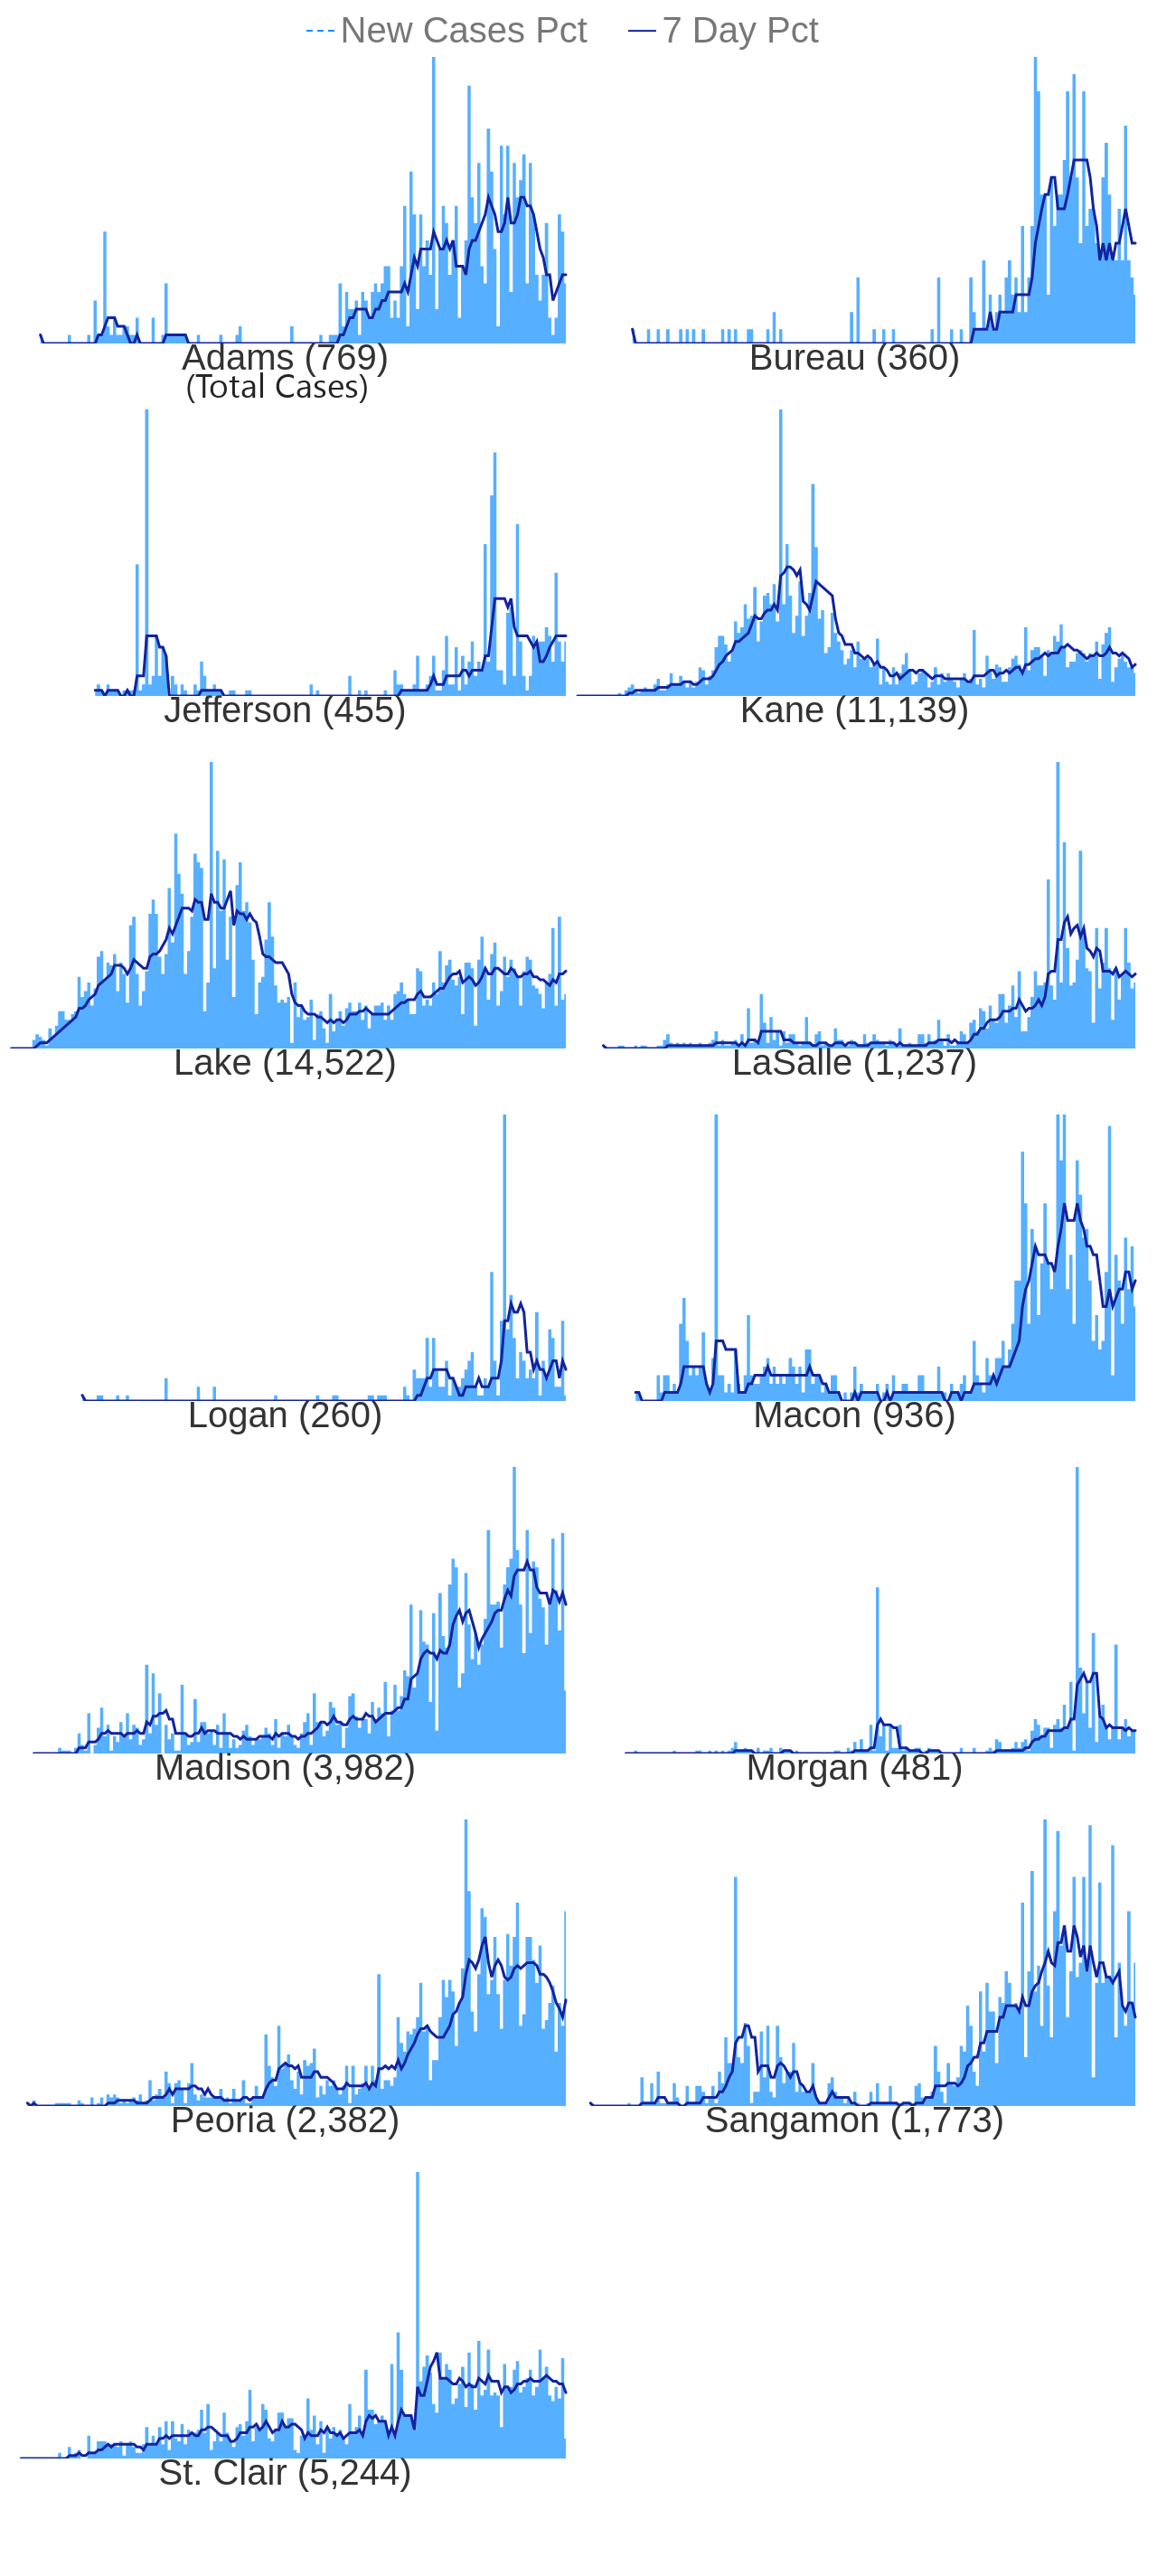 New Cases Pct 7 Day Pct
Adams (769) Bureau (360)
(Total Cases)
Jefferson (455) Kane (11,139)
Lake (14,522) LaSalle (1,237)
Logan (260) Macon (936)
Madison (3,982) Morgan (481)
Peoria (2,382) Sangamon (1,773)
St. Clair (5,244)